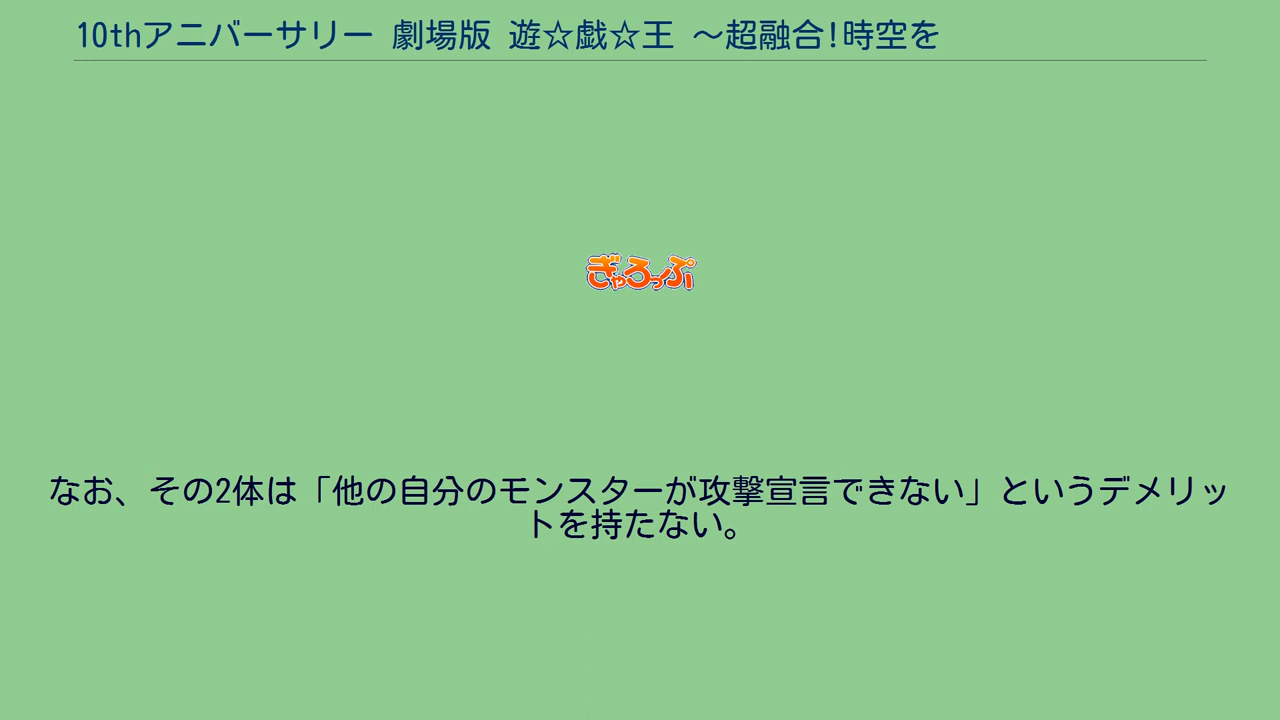 10thアニバーサリー 劇場版 遊☆戯☆王 ～超融合!時空を
ぎゃろっぷ
なお、その2体は「他の自分のモンスターが攻撃宣言できない」というデメリッ
トを持たない。